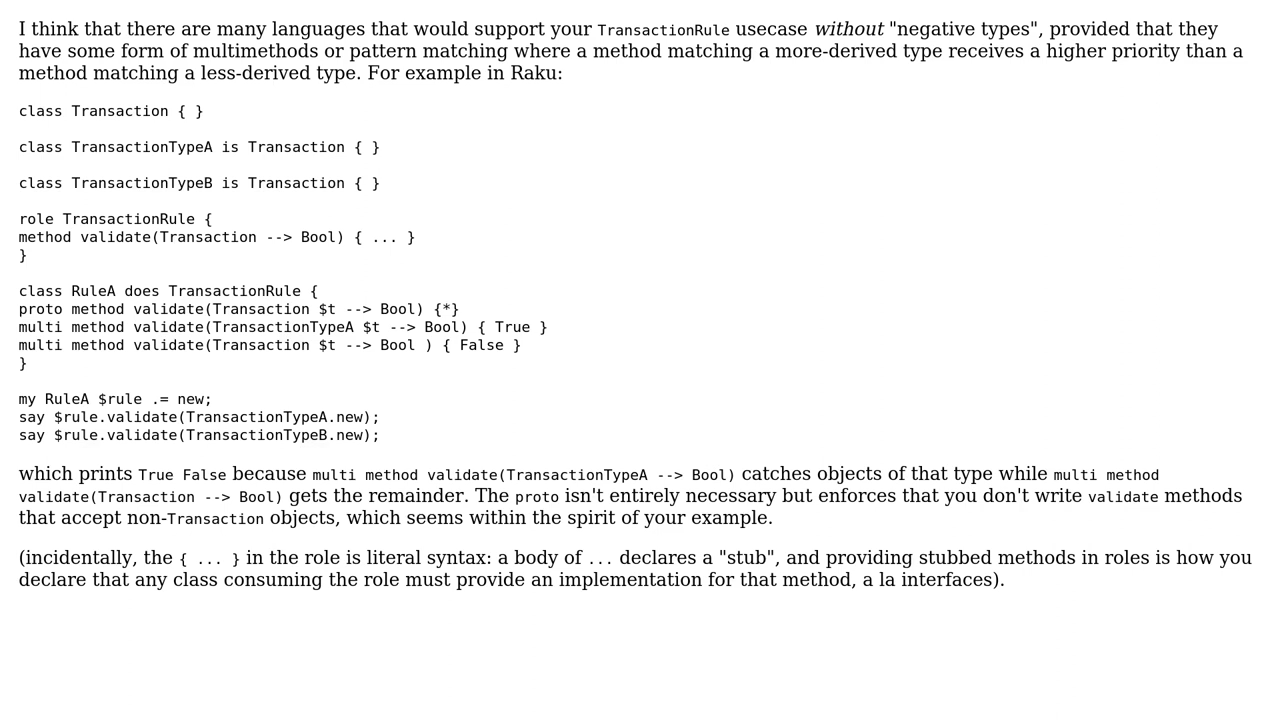 I think that there are many languages that would support your TransactionRule usecase without "negative types", provided that they
have some form of multimethods or pattern matching where a method matching a more-derived type receives a higher priority than a
method matching a less-derived type. For example in Raku:
class Transaction { }
class TransactionTypeA is Transaction { }
class TransactionTypeB is Transaction { }
role TransactionRule {
method validate(Transaction --> Bool) { ... }
}
class RuleA does TransactionRule {
proto method validate(Transaction $t --> Bool) {*}
multi method validate(TransactionTypeA $t --> Bool) { True }
multi method validate(Transaction $t --> Bool ) { False }
}
my RuleA $rule .= new;
say $rule.validate(TransactionTypeA.new);
say $rule.validate(TransactionTypeB.new);
which prints True False because multi method validate(TransactionTypeA --> Bool) catches objects of that type while multi method
validate(Transaction --> Bool) gets the remainder. The proto isn't entirely necessary but enforces that you don't write validate methods
that accept non-Transaction objects, which seems within the spirit of your example.
(incidentally, the { ... } in the role is literal syntax: a body of ... declares a "stub", and providing stubbed methods in roles is how you
declare that any class consuming the role must provide an implementation for that method, a la interfaces).